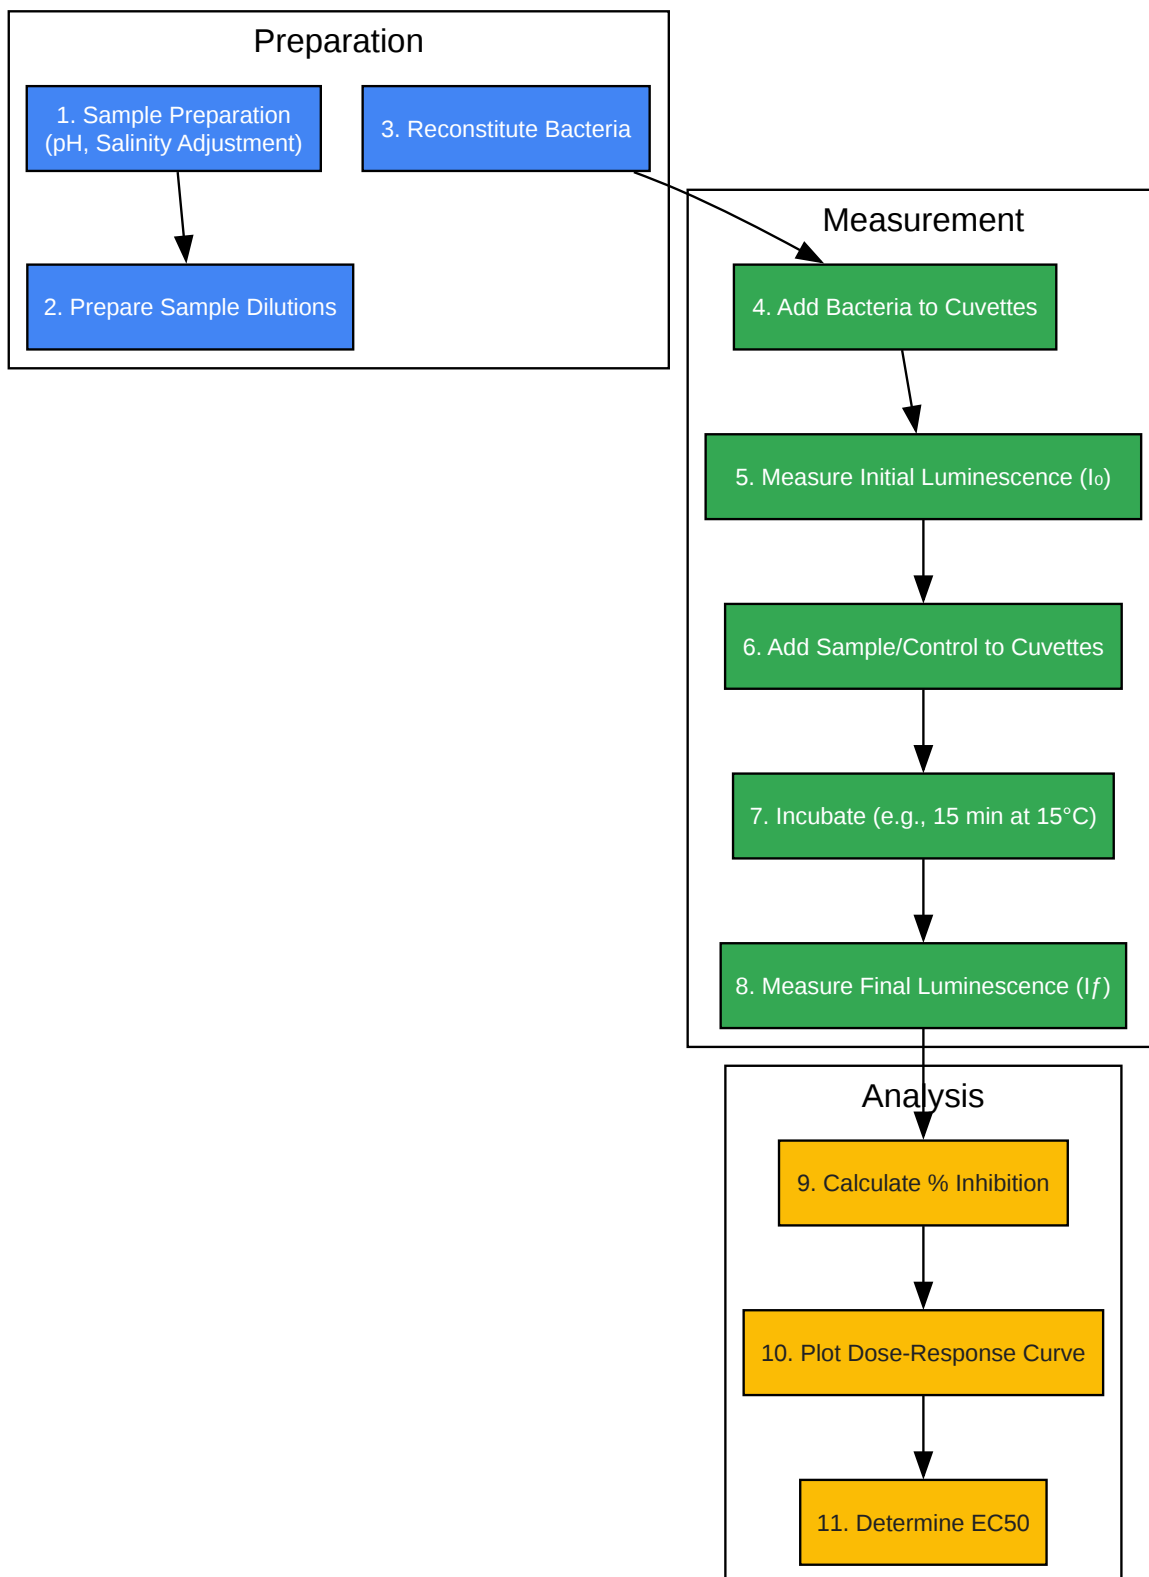 Preparation
1. Sample Preparation
(pH, Salinity Adjustment)
3. Reconstitute Bacteria
2. Prepare Sample Dilutions
Measurement
4. Add Bacteria to Cuvettes
5. Measure Initial Luminescence (I₀)
6. Add Sample/Control to Cuvettes
7. Incubate (e.g., 15 min at 15°C)
8. Measure Final Luminescence (Iƒ)
Analysis
9. Calculate % Inhibition
10. Plot Dose-Response Curve
11. Determine EC50